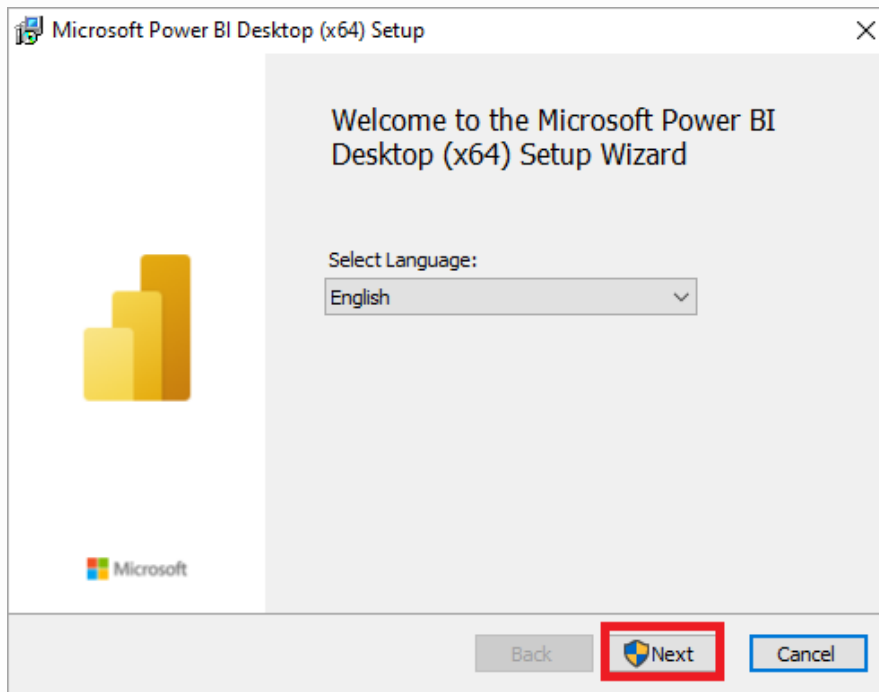 Microsoft Power BI Desktop (x64) Setup
Welcome to the Microsoft Power BI
Desktop (x64) Setup Wizard
Select Language:
English
Microsoft
Back
Next
Cancel